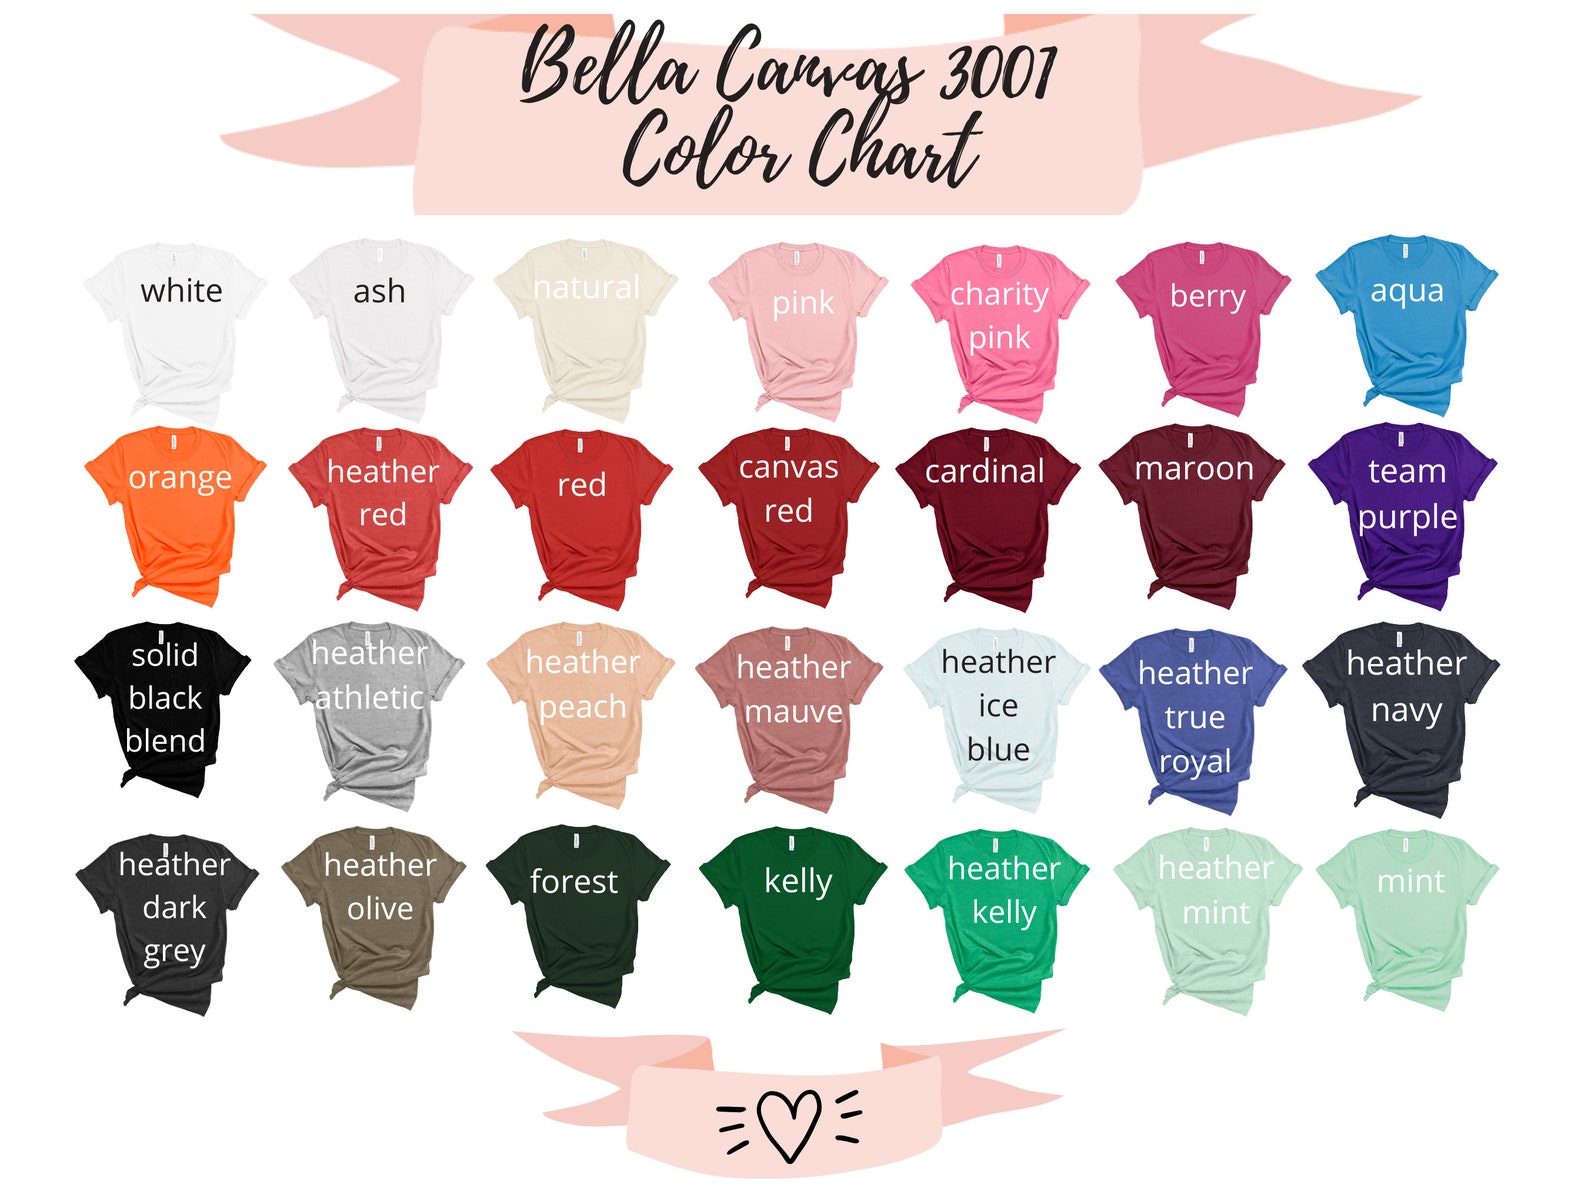 Bella Canvas 3001
Color Chart
white
ash
natural
pink
charity
pink
berry
aqua
orange
heather
red
red
canvas
red
cardinal
maroon
team
purple
solid
black
blend
heather
athletic
heather
peach
heather
mauve
heather
ice
blue
heather
true
royal
heather
navy
heather
dark
grey
heather
olive
forest
kelly
heather
kelly
heather
mint
mint